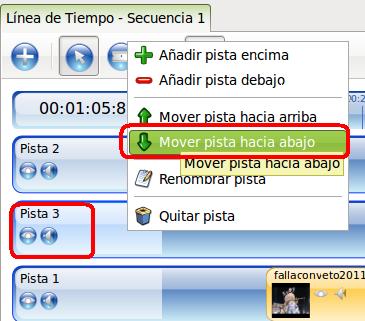 Línea de Tiempo - Secuencia 1
Añadir pista encima
Añadir pista debajo
00:01:05:8
Mover pista hacia arriba
Mover pista hacia abajo
Mover pista hacia abajo
Pista 2
Renombrar pista
Pista 3
Quitar pista
Pista 1
fallaconveto2011